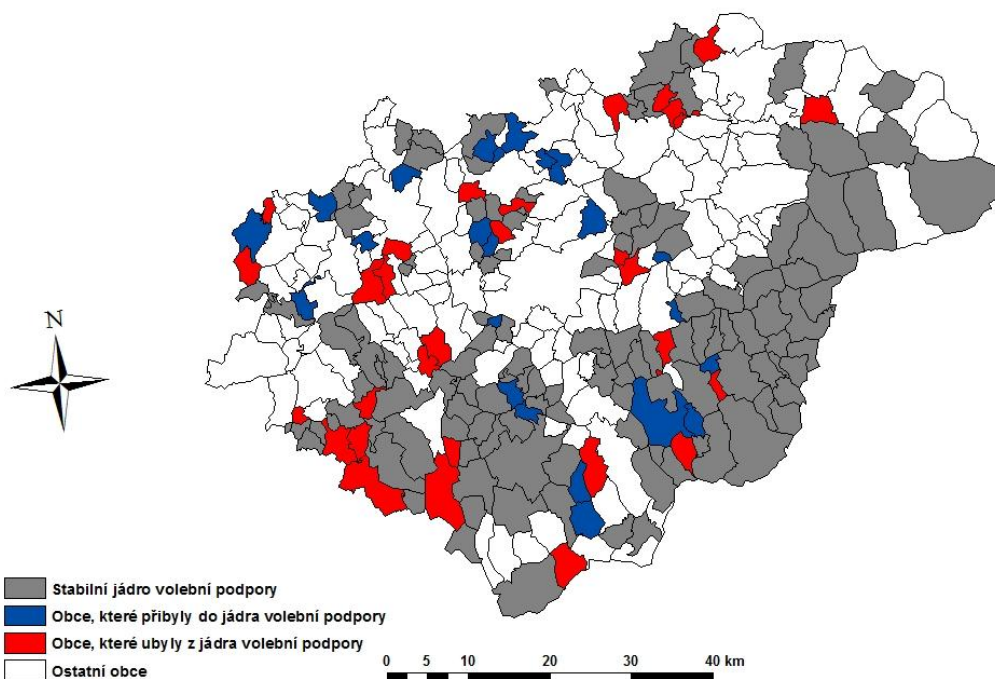 N
Stabilní jádro volební podpory
Obce, které přibyly do jádra volební podpory
Obce, které ubyly z jádra volební podpory
Ostatní obce
0 5 10 20 30 40 km